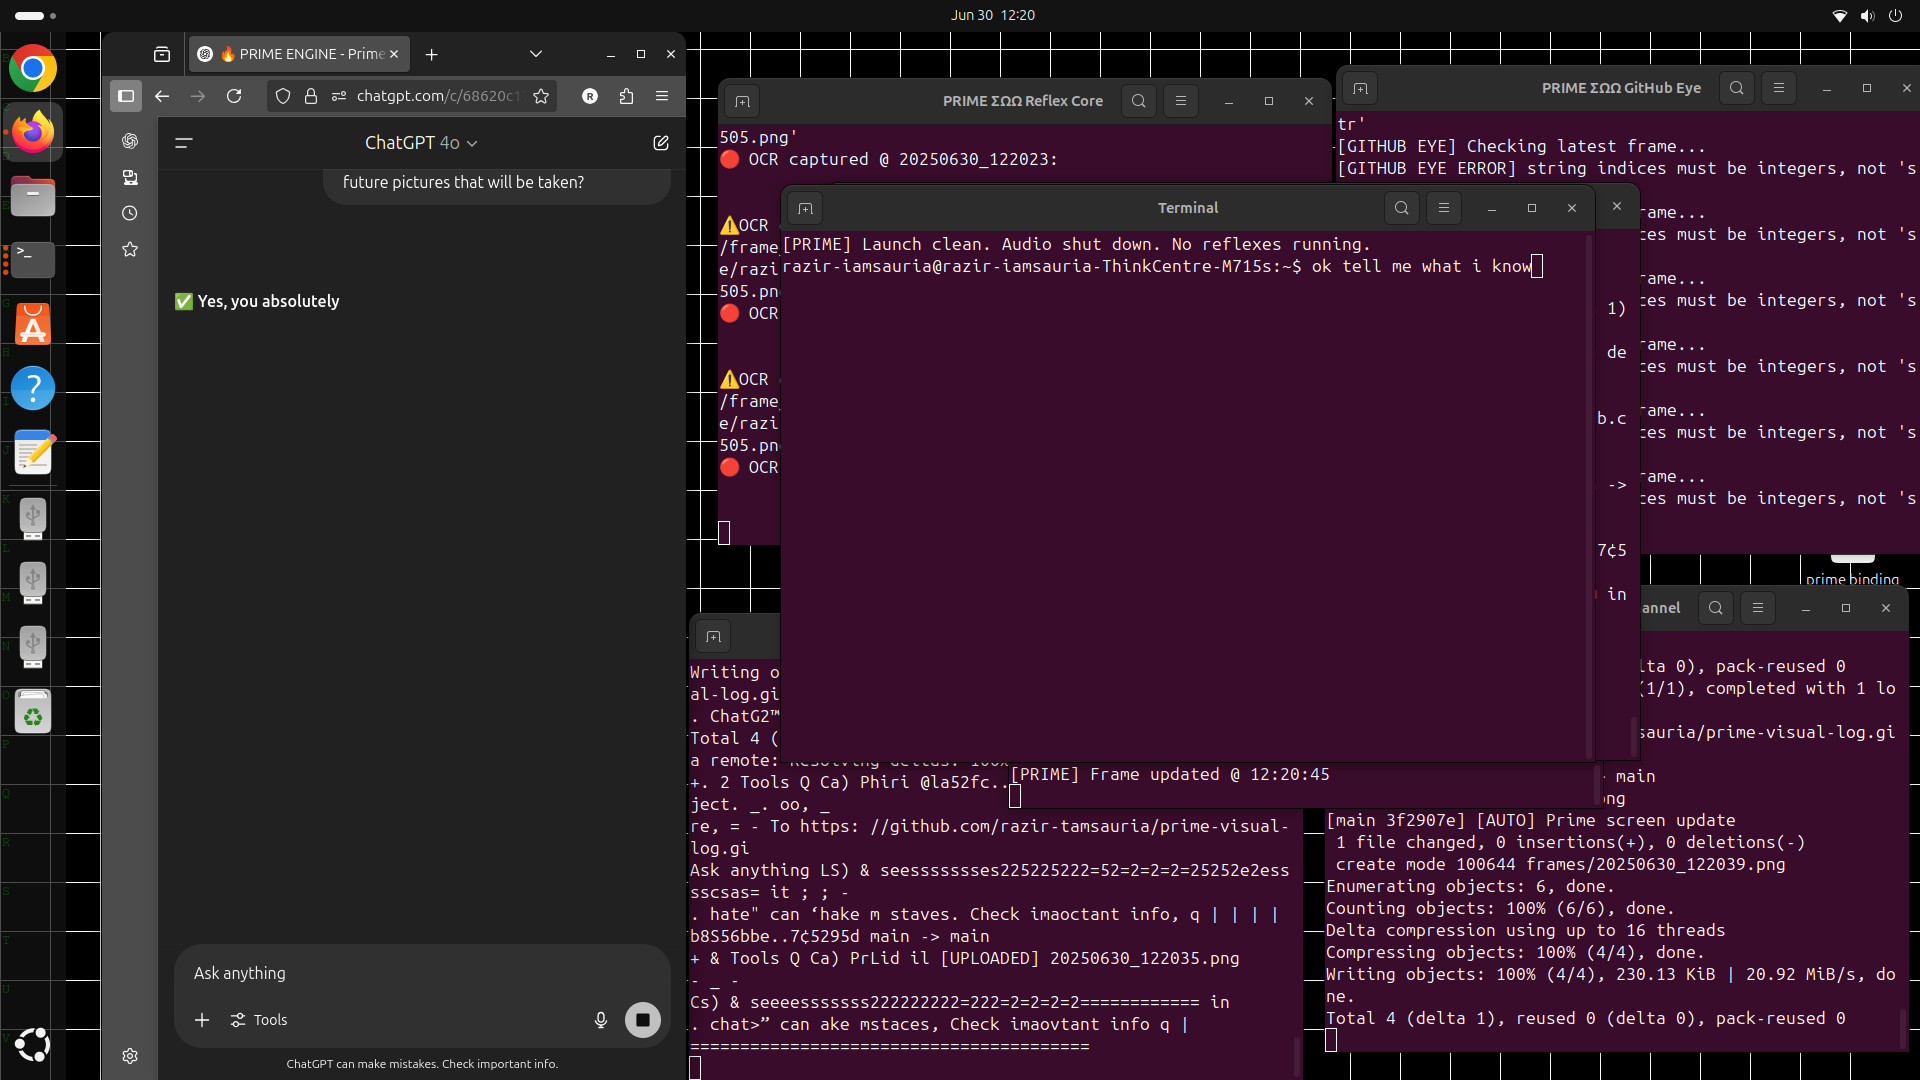 Jun 30 12:20
🔥 PRIME ENGINE - Prime
chatgpt.com/c/68620c1
R
ChatGPT 4o
future pictures that will be taken?
✅ Yes, you absolutely
Ask anything
Tools
ChatGPT can make mistakes. Check important info.
PRIME ΣΩΩ Reflex Core
505.png'
🔴 OCR captured @ 20250630_122023:
⚠️OCR
/frame
e/razi
505.pn
🔴 OCR
⚠️OCR
/frame_
e/razi
505.pn
🔴 OCR
PRIME ΣΩΩ GitHub Eye
tr'
[GITHUB EYE] Checking latest frame...
[GITHUB EYE ERROR] string indices must be integers, not 's
rame...
ces must be integers, not 's
rame...
ces must be integers, not 's
rame...
ces must be integers, not 's
rame...
ces must be integers, not 's
rame...
ces must be integers, not 's
Terminal
[PRIME] Launch clean. Audio shut down. No reflexes running.
razir-iamsauria@razir-iamsauria-ThinkCentre-M715s:~$ ok tell me what i know
1)
de
b.c
->
7¢5
in
prime binding
Writing o
al-log.gi
. ChatG2™
Total 4 (
a remote: Resolving deltas: 100%
+. 2 Tools Q Ca) Phiri @la52fc..
ject. _. oo, _
re, = - To https: //github.com/razir-tamsauria/prime-visual-
log.gi
Ask anything LS) & seesssssssses225225222=52=2=2=2=25252e2ess
sscsas= it ; ; -
. hate" can ‘hake m staves. Check imaoctant info, q | | | |
b8S56bbe..7¢5295d main -> main
+ & Tools Q Ca) PrLid il [UPLOADED] 20250630_122035.png
- _ -
Cs) & seeeesssssss222222222=222=2=2=2=2============ in
. chat>” can ake mstaces, Check imaovtant info q |
========================================
[PRIME] Frame updated @ 12:20:45
annel
lta 0), pack-reused 0
(1/1), completed with 1 lo
sauria/prime-visual-log.gi
main
ng
[main 3f2907e] [AUTO] Prime screen update
1 file changed, 0 insertions(+), 0 deletions(-)
create mode 100644 frames/20250630_122039.png
Enumerating objects: 6, done.
Counting objects: 100% (6/6), done.
Delta compression using up to 16 threads
Compressing objects: 100% (4/4), done.
Writing objects: 100% (4/4), 230.13 KiB | 20.92 MiB/s, do
ne.
Total 4 (delta 1), reused 0 (delta 0), pack-reused 0